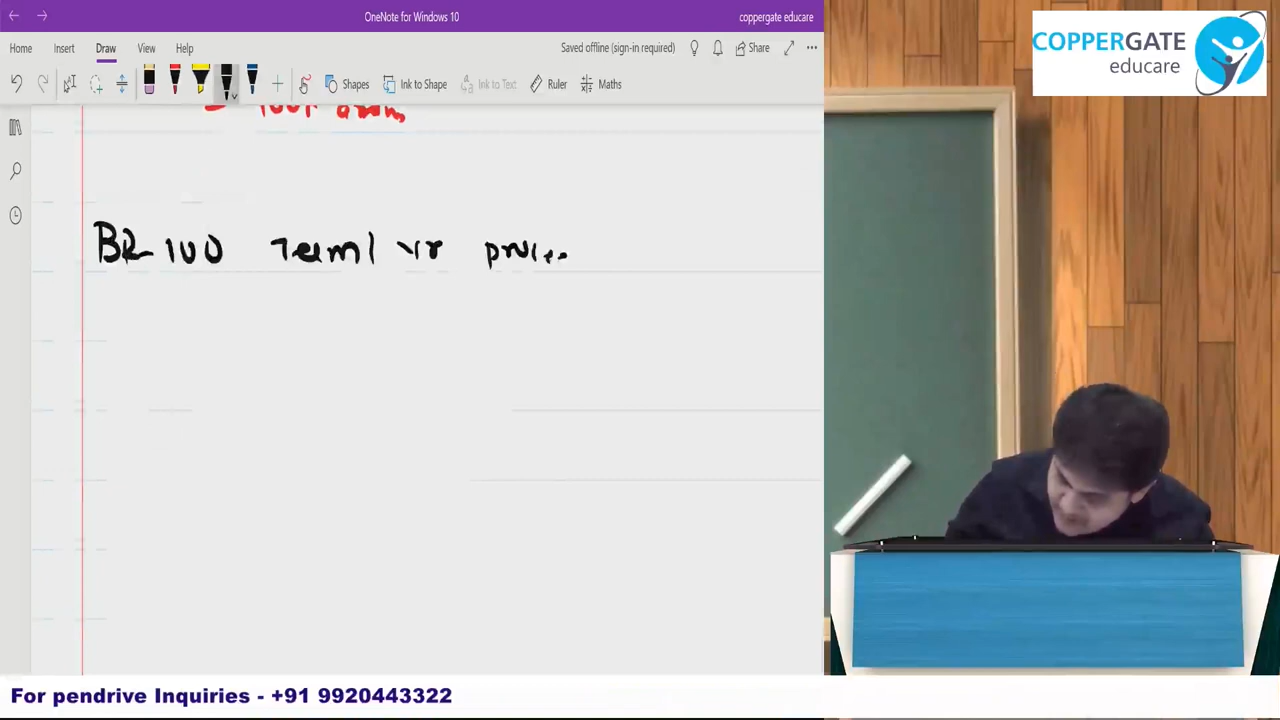 OneNote for Windows 10
coppergate educare
Home Insert Draw View Help
Saved offline (sign-in required)
Share
Shapes
Ink to Shape
Ink to Text
Ruler
Maths
COPPERGATE
educare
BR 100
For pendrive Inquiries - +91 9920443322